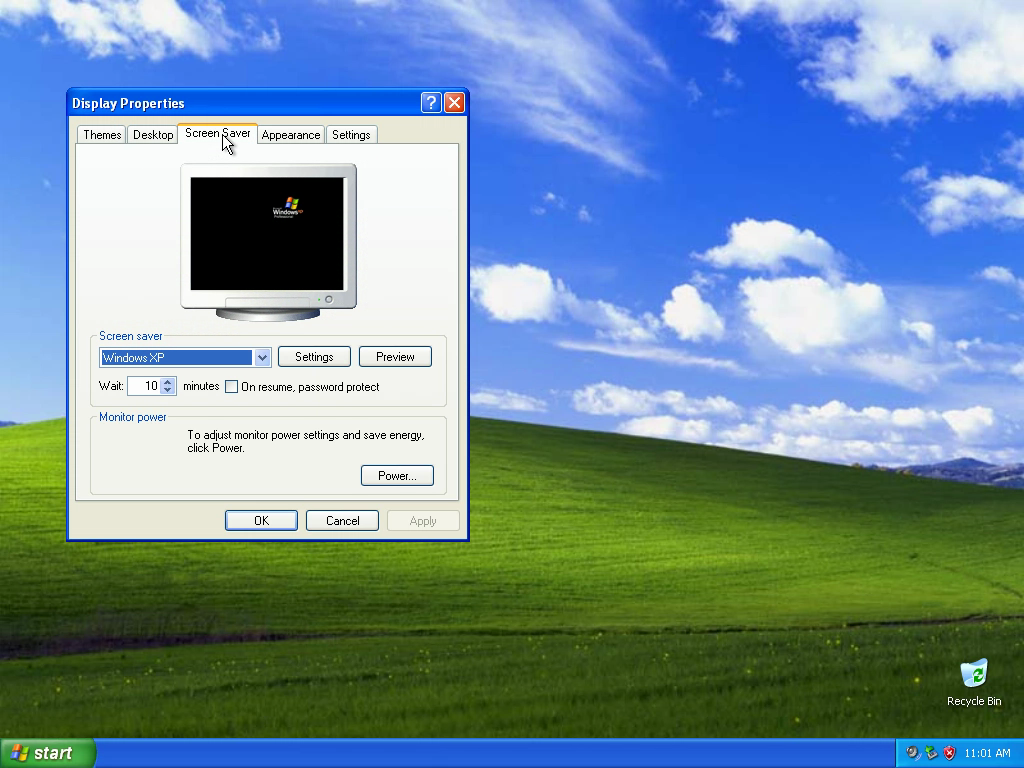 Display Properties
Themes Desktop Screen Saver Appearance Settings
Windows
Screen saver
Windows XP
Settings
Preview
Wait: 10 minutes On resume, password protect
Monitor power
To adjust monitor power settings and save energy,
click Power.
Power...
OK
Cancel
Apply
Recycle Bin
start
11:01 AM